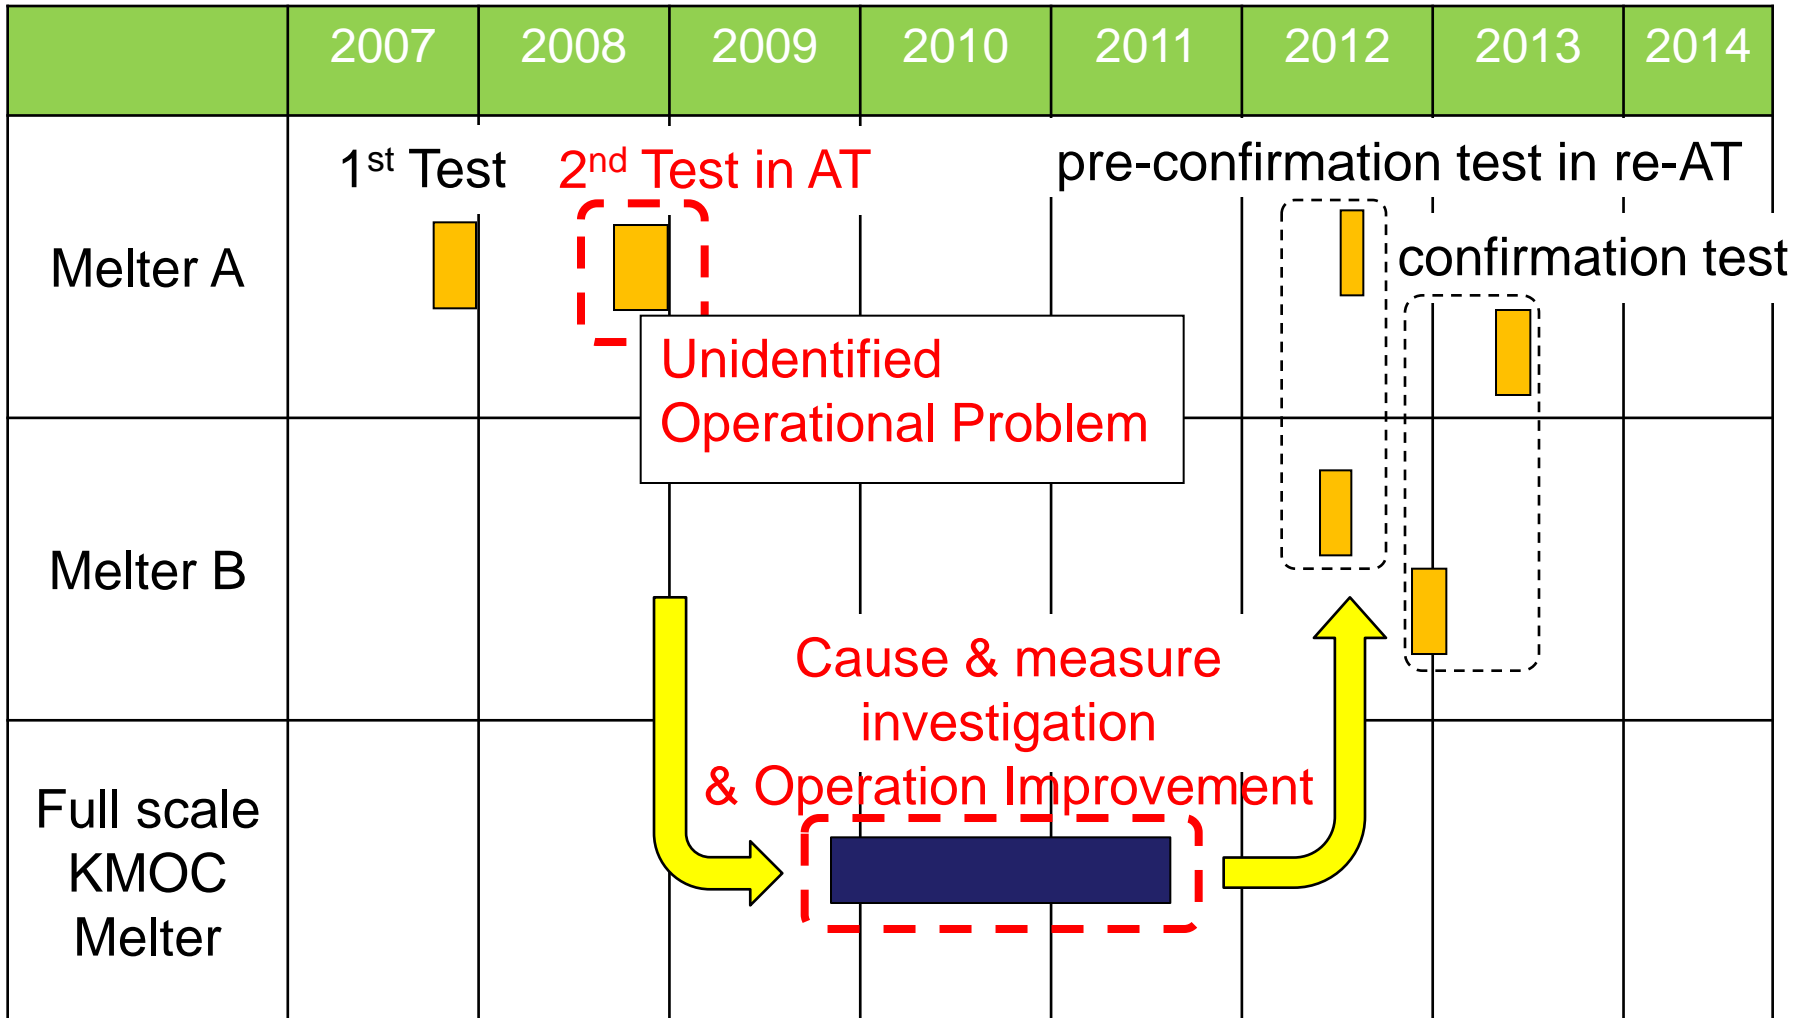 2007 2008 2009 2010 2011 2012 2013 2014
1st Test 2nd Test in AT pre-confirmation test in re-AT
Melter A
confirmation test
Unidentified
Operational Problem
Melter B
Cause & measure
investigation
& Operation Improvement
Full scale
KMOC
Melter